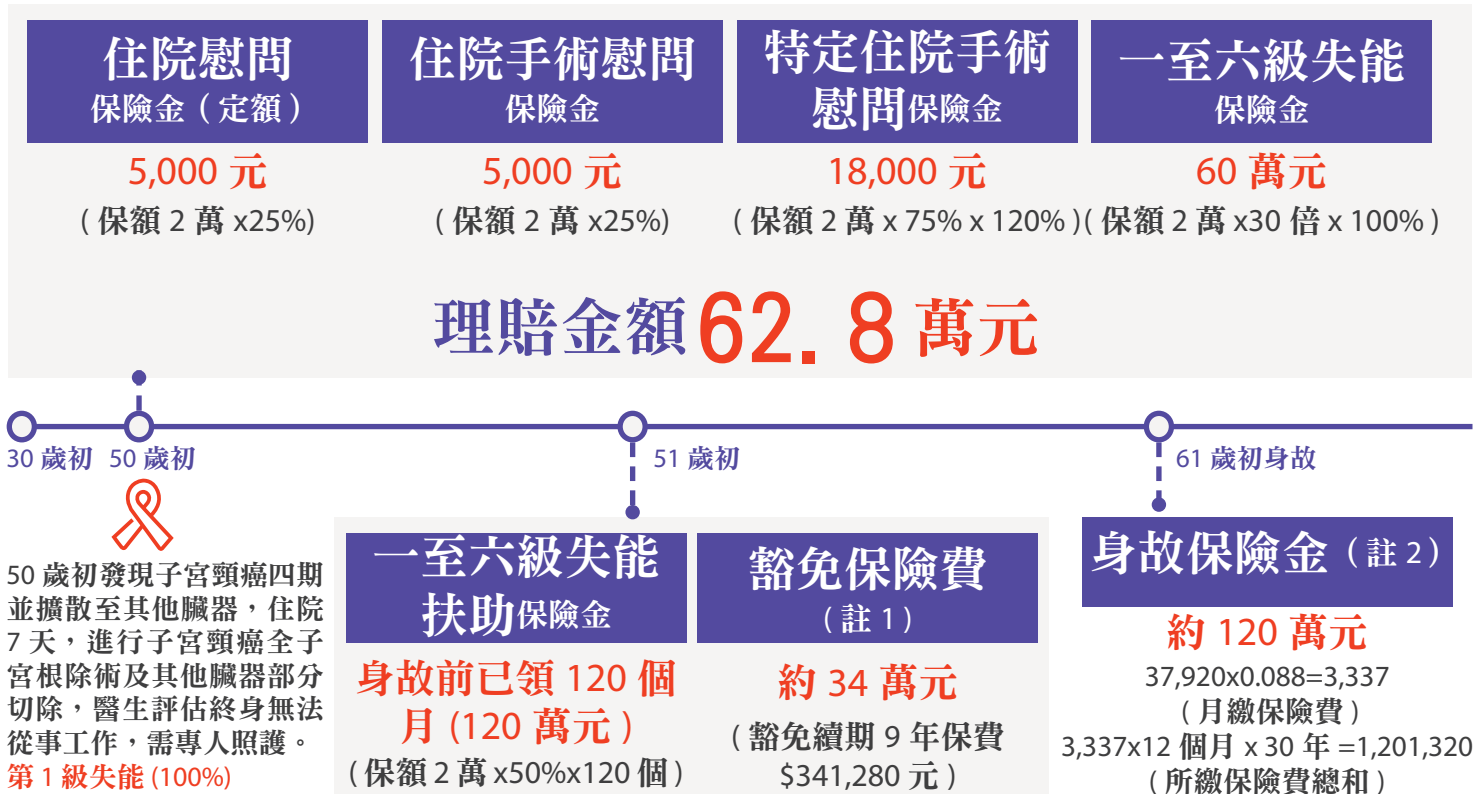 住院慰問
保險金（定額）
5,000 元
( 保額 2 萬 x25%)
住院手術慰問
保險金
5,000 元
( 保額 2 萬 x25%)
特定住院手術
慰問保險金
18,000 元
( 保額 2 萬 x 75% x 120% )
一至六級失能
保險金
60 萬元
( 保額 2 萬 x30 倍 x 100% )
理賠金額62. 8 萬元
30 歲初
50 歲初
51 歲初
61 歲初身故
50 歲初發現子宮頸癌四期
並擴散至其他臟器，住院
7 天，進行子宮頸癌全子
宮根除術及其他臟器部分
切除，醫生評估終身無法
從事工作，需專人照護。
第 1 級失能 (100%)
一至六級失能
扶助保險金
身故前已領 120 個
月 (120 萬元 )
( 保額 2 萬 x50%x120 個 )
豁免保險費
（註 1）
約 34 萬元
( 豁免續期 9 年保費
$341,280 元 )
身故保險金（註 2）
約 120 萬元
37,920x0.088=3,337
( 月繳保險費 )
3,337x12 個月 x 30 年 =1,201,320
( 所繳保險費總和 )